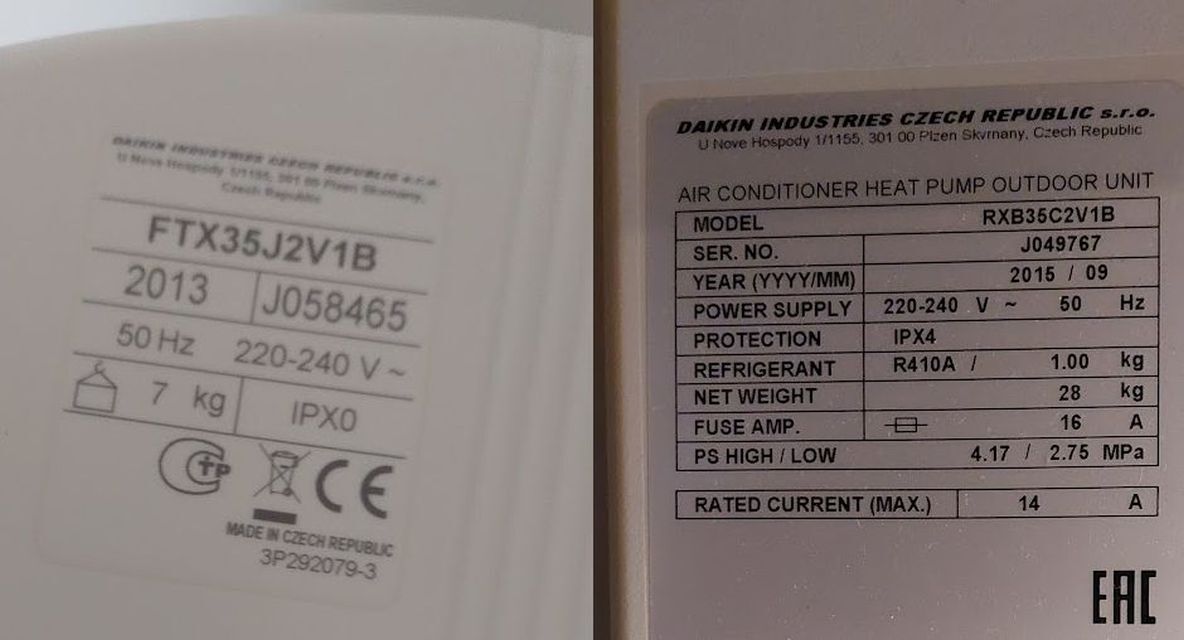 DAIKIN INDUSTRIES CZECH REPUBLIC s.r.o.
U Nove Hospody 1/1155, 301 00 Plzen Skvrnany,
Czech Republic
FTX35J2V1B
2013 J058465
50 Hz 220-240 V ~
7 kg IPX0
CE
MADE IN CZECH REPUBLIC
3P292079-3
DAIKIN INDUSTRIES CZECH REPUBLIC s.r.o.
U Nove Hospody 1/1155, 301 00 Plzen Skvrnany, Czech Republic
AIR CONDITIONER HEAT PUMP OUTDOOR UNIT
MODEL RXB35C2V1B
SER. NO. J049767
YEAR (YYYY/MM) 2015 / 09
POWER SUPPLY 220-240 V ~ 50 Hz
PROTECTION IPX4
REFRIGERANT R410A / 1.00 kg
NET WEIGHT 28 kg
FUSE AMP. 16 A
PS HIGH / LOW 4.17 / 2.75 MPa
RATED CURRENT (MAX.) 14 A
EAC